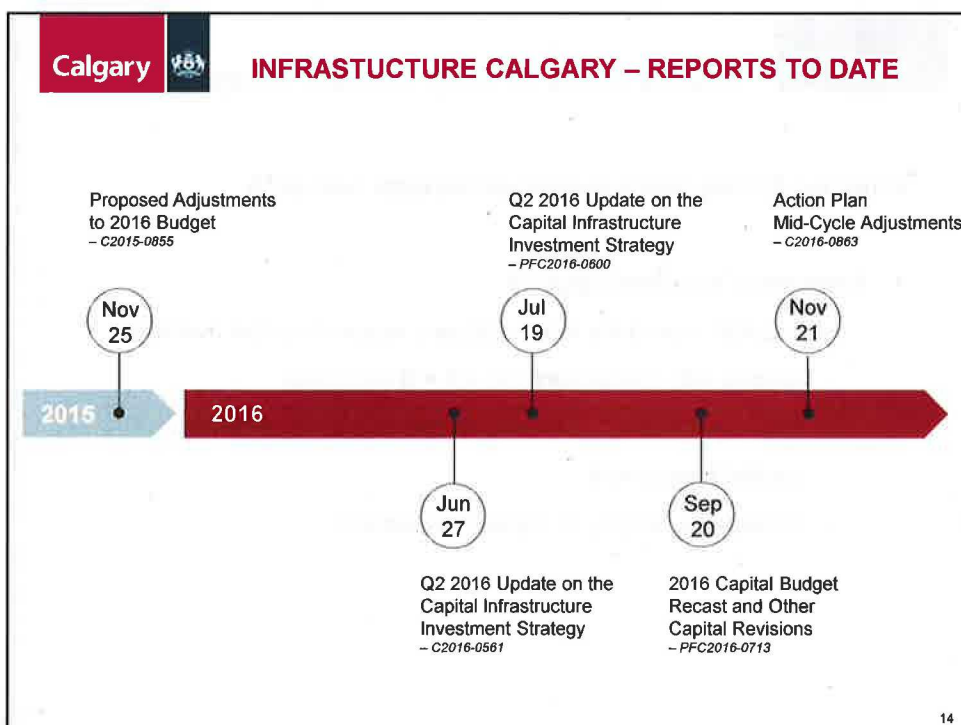 Calgary
INFRASTUCTURE CALGARY – REPORTS TO DATE
Proposed Adjustments
to 2016 Budget
– C2015-0855
Q2 2016 Update on the
Capital Infrastructure
Investment Strategy
– PFC2016-0600
Action Plan
Mid-Cycle Adjustments
– C2016-0863
Nov
25
Jul
19
Nov
21
2015
2016
Jun
27
Sep
20
Q2 2016 Update on the
Capital Infrastructure
Investment Strategy
– C2016-0561
2016 Capital Budget
Recast and Other
Capital Revisions
– PFC2016-0713
14